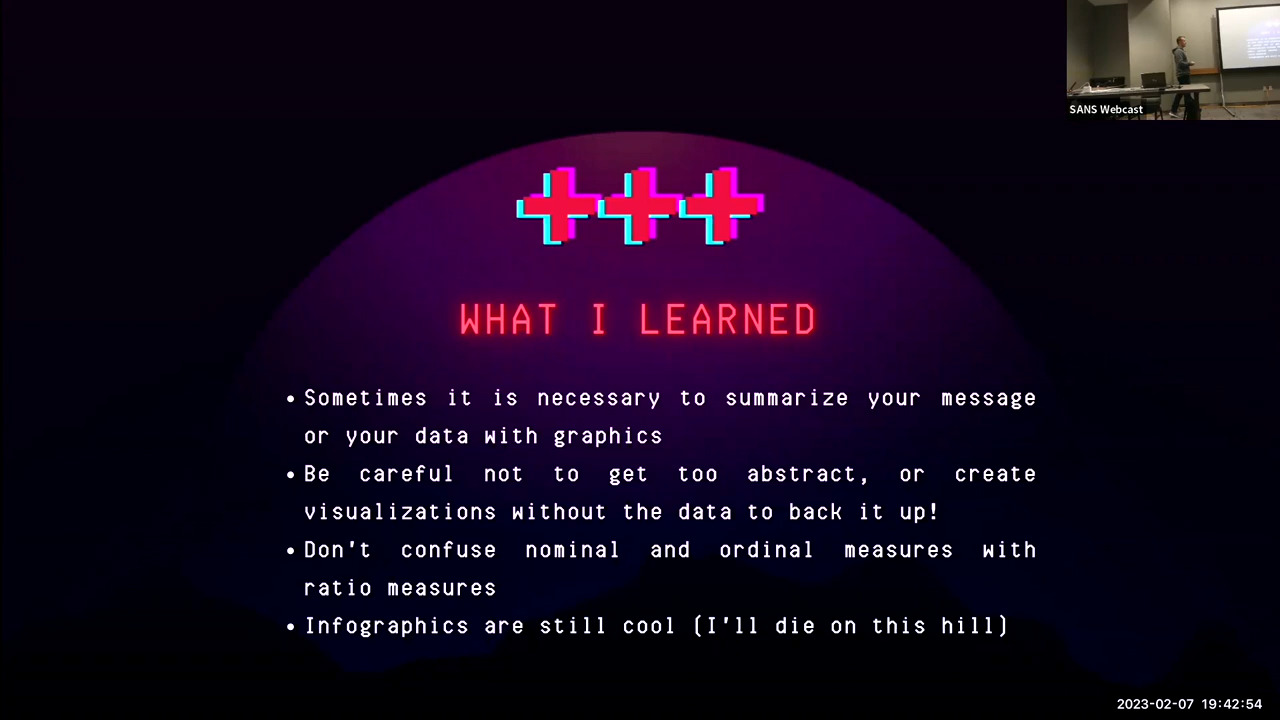 SANS Webcast
+++
WHAT I LEARNED
• Sometimes it is necessary to summarize your message
or your data with graphics
• Be careful not to get too abstract, or create
visualizations without the data to back it up!
• Don't confuse nominal and ordinal measures with
ratio measures
• Infographics are still cool (I'll die on this hill)
2023-02-07 19:42:54